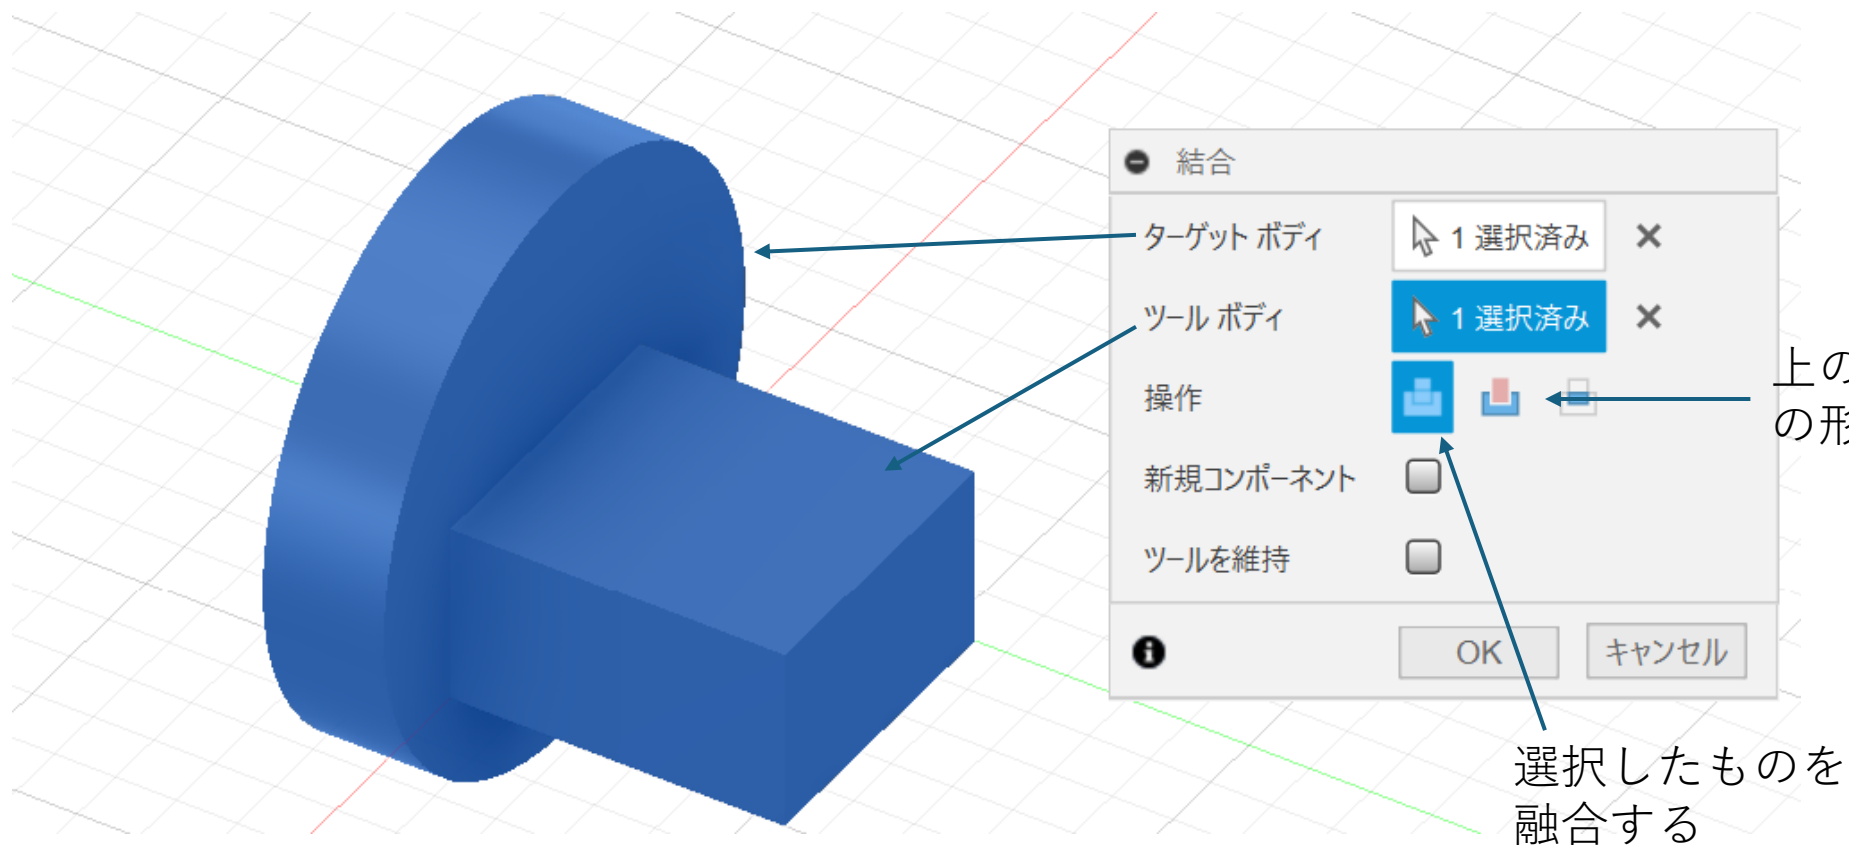 結合
ターゲット ボディ
1 選択済み
ツール ボディ
1 選択済み
操作
上の
の形
新規コンポーネント
ツールを維持
OK
キャンセル
選択したものを
融合する